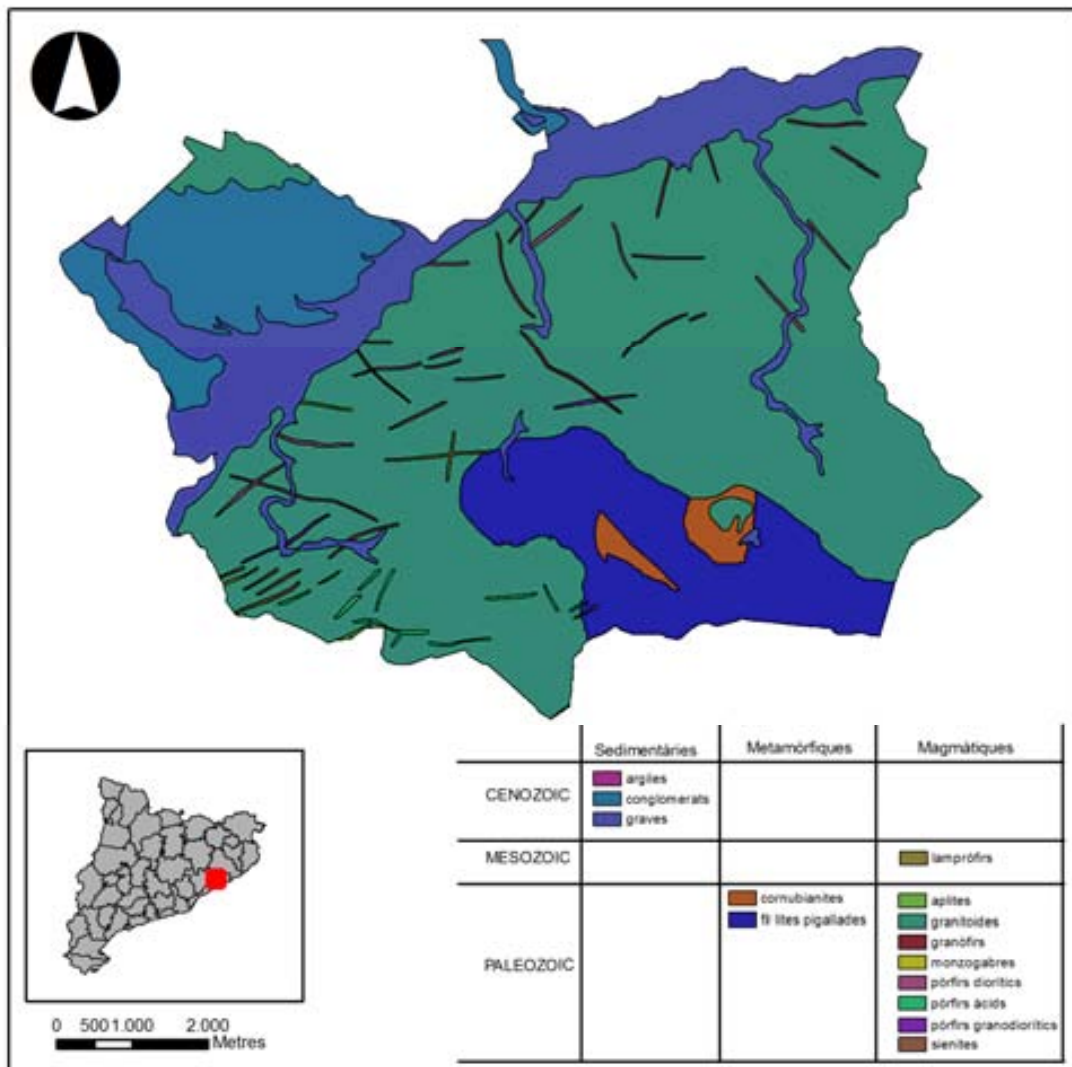 Sedimentàries Metamòrfiques Magmàtiques
CENOZOIC
argiles
conglomerats
graves
MESOZOIC
lampròfirs
PALEOZOIC
cornubianites
fil·lites pigallades
aplites
granitoides
granòfirs
monzogabres
pòrfirs diorítics
pòrfirs àcids
pòrfirs granodiorítics
sienites
0 500 1.000 2.000
Metres